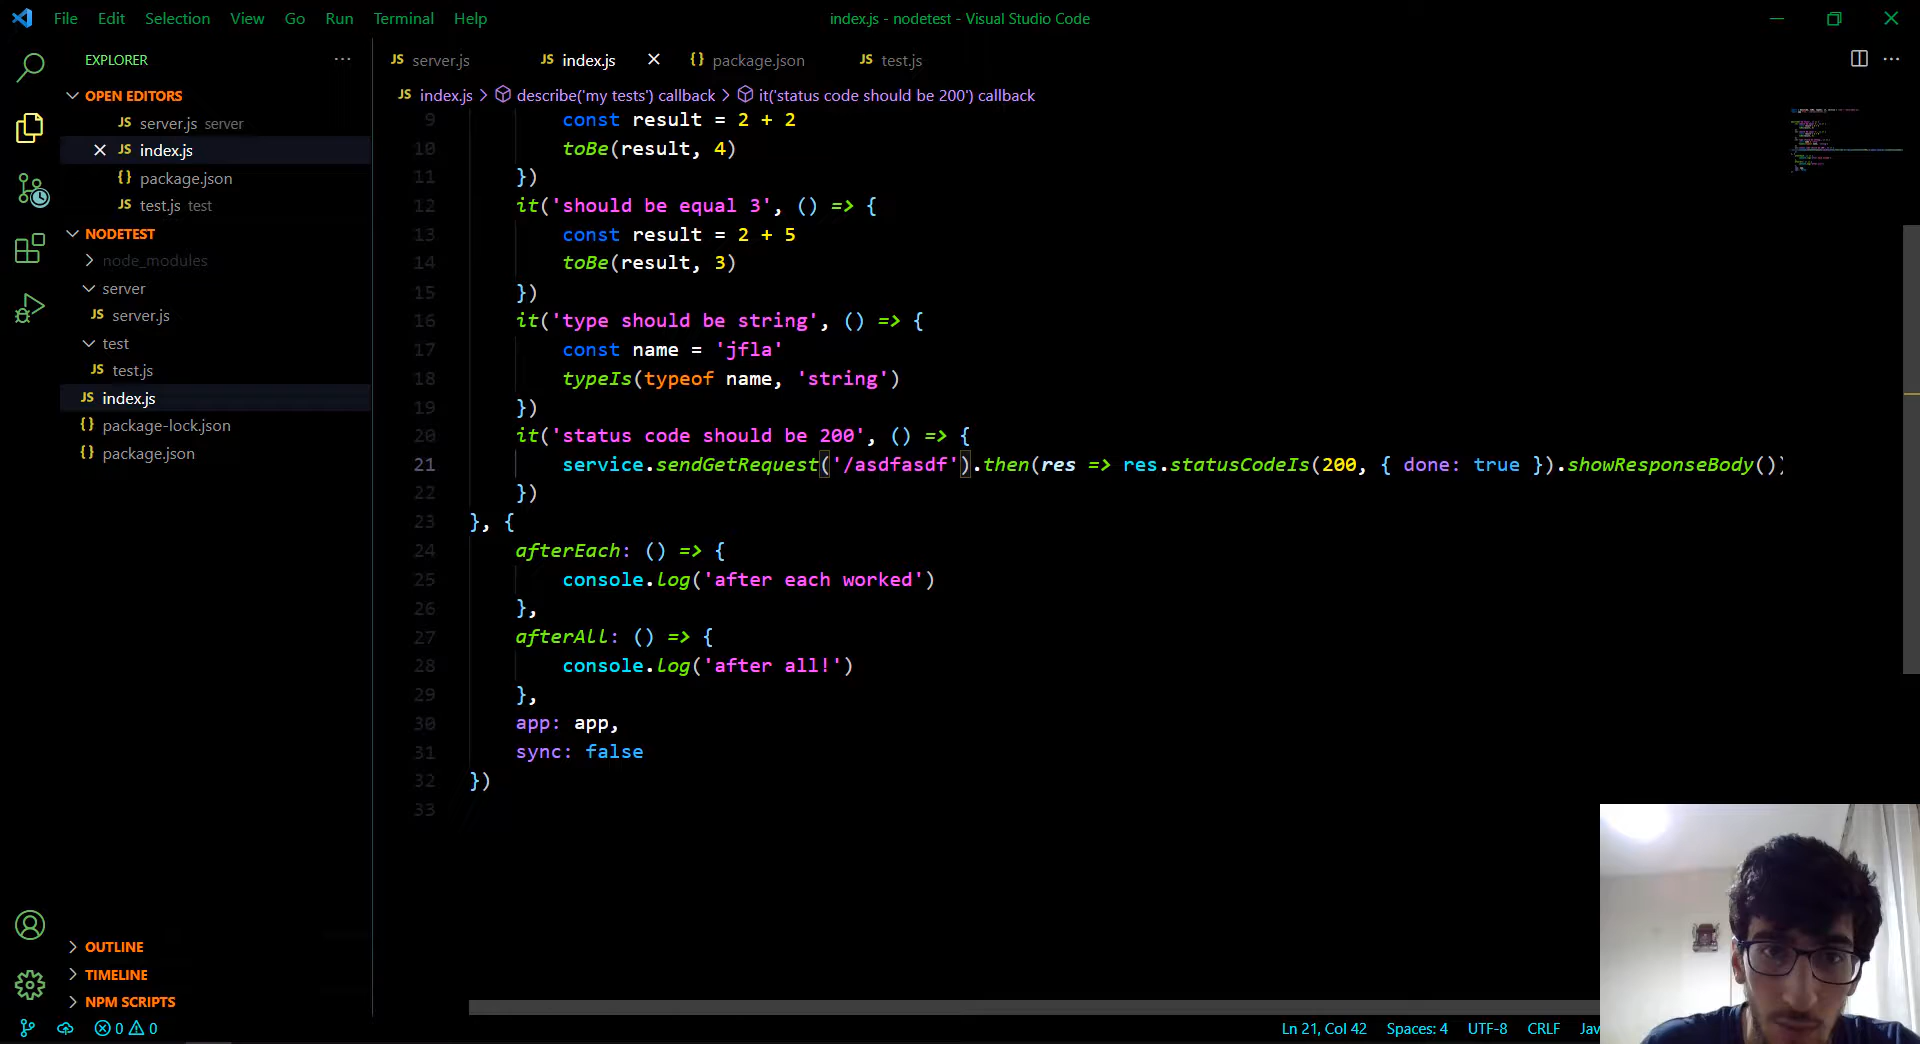 File Edit Selection View Go Run Terminal Help
index.js - nodetest - Visual Studio Code
EXPLORER
OPEN EDITORS
JS server.js server
JS index.js
{} package.json
JS test.js test
NODETEST
node_modules
server
JS server.js
test
JS test.js
JS index.js
{} package-lock.json
{} package.json
OUTLINE
TIMELINE
NPM SCRIPTS
JS server.js JS index.js {} package.json JS test.js
JS index.js > describe('my tests') callback > it('status code should be 200') callback
9 const result = 2 + 2
10 toBe(result, 4)
11 })
12 it('should be equal 3', () => {
13 const result = 2 + 5
14 toBe(result, 3)
15 })
16 it('type should be string', () => {
17 const name = 'jfla'
18 typeIs(typeof name, 'string')
19 })
20 it('status code should be 200', () => {
21 service.sendGetRequest('/asdfasdf').then(res => res.statusCodeIs(200, { done: true }).showResponseBody())
22 })
23 }, {
24 afterEach: () => {
25 console.log('after each worked')
26 },
27 afterAll: () => {
28 console.log('after all!')
29 },
30 app: app,
31 sync: false
32 })
33
0 0
Ln 21, Col 42 Spaces: 4 UTF-8 CRLF Jav